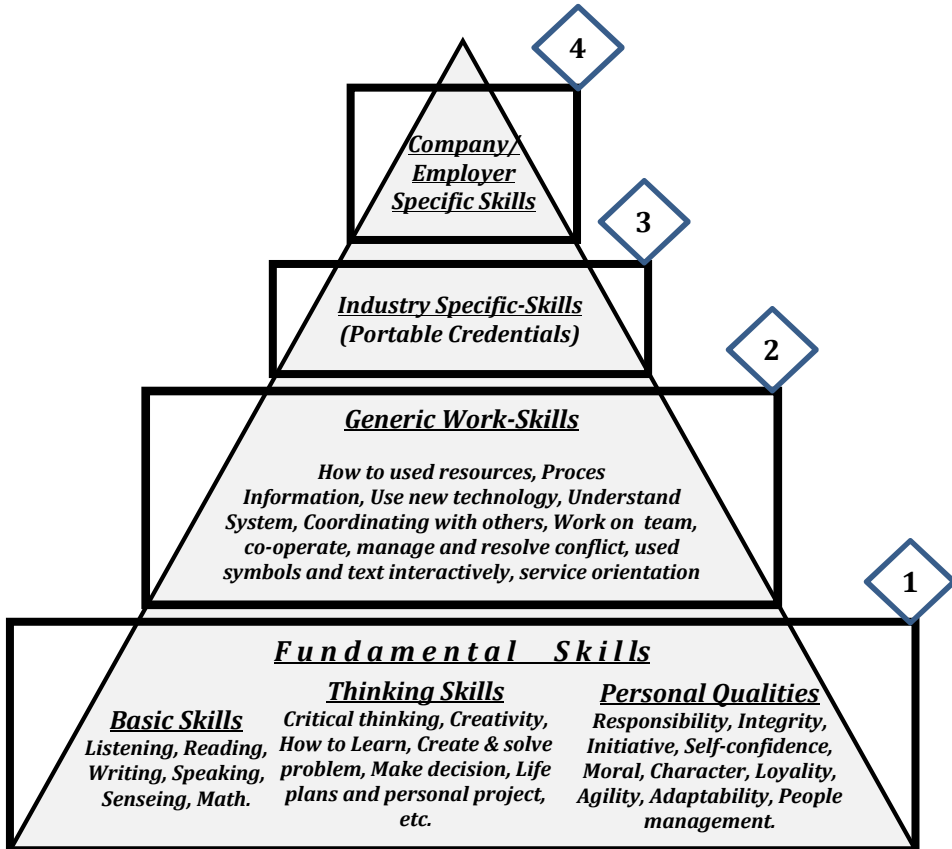 4
Company/
Employer
Specific Skills
3
Industry Specific-Skills
(Portable Credentials)
2
Generic Work-Skills
How to used resources, Proces
Information, Use new technology, Understand
System, Coordinating with others, Work on team,
co-operate, manage and resolve conflict, used
symbols and text interactively, service orientation
1
Fundamental Skills
Basic Skills
Listening, Reading,
Writing, Speaking,
Senseing, Math.
Thinking Skills
Critical thinking, Creativity,
How to Learn, Create & solve
problem, Make decision, Life
plans and personal project,
etc.
Personal Qualities
Responsibility, Integrity,
Initiative, Self-confidence,
Moral, Character, Loyality,
Agility, Adaptability, People
management.